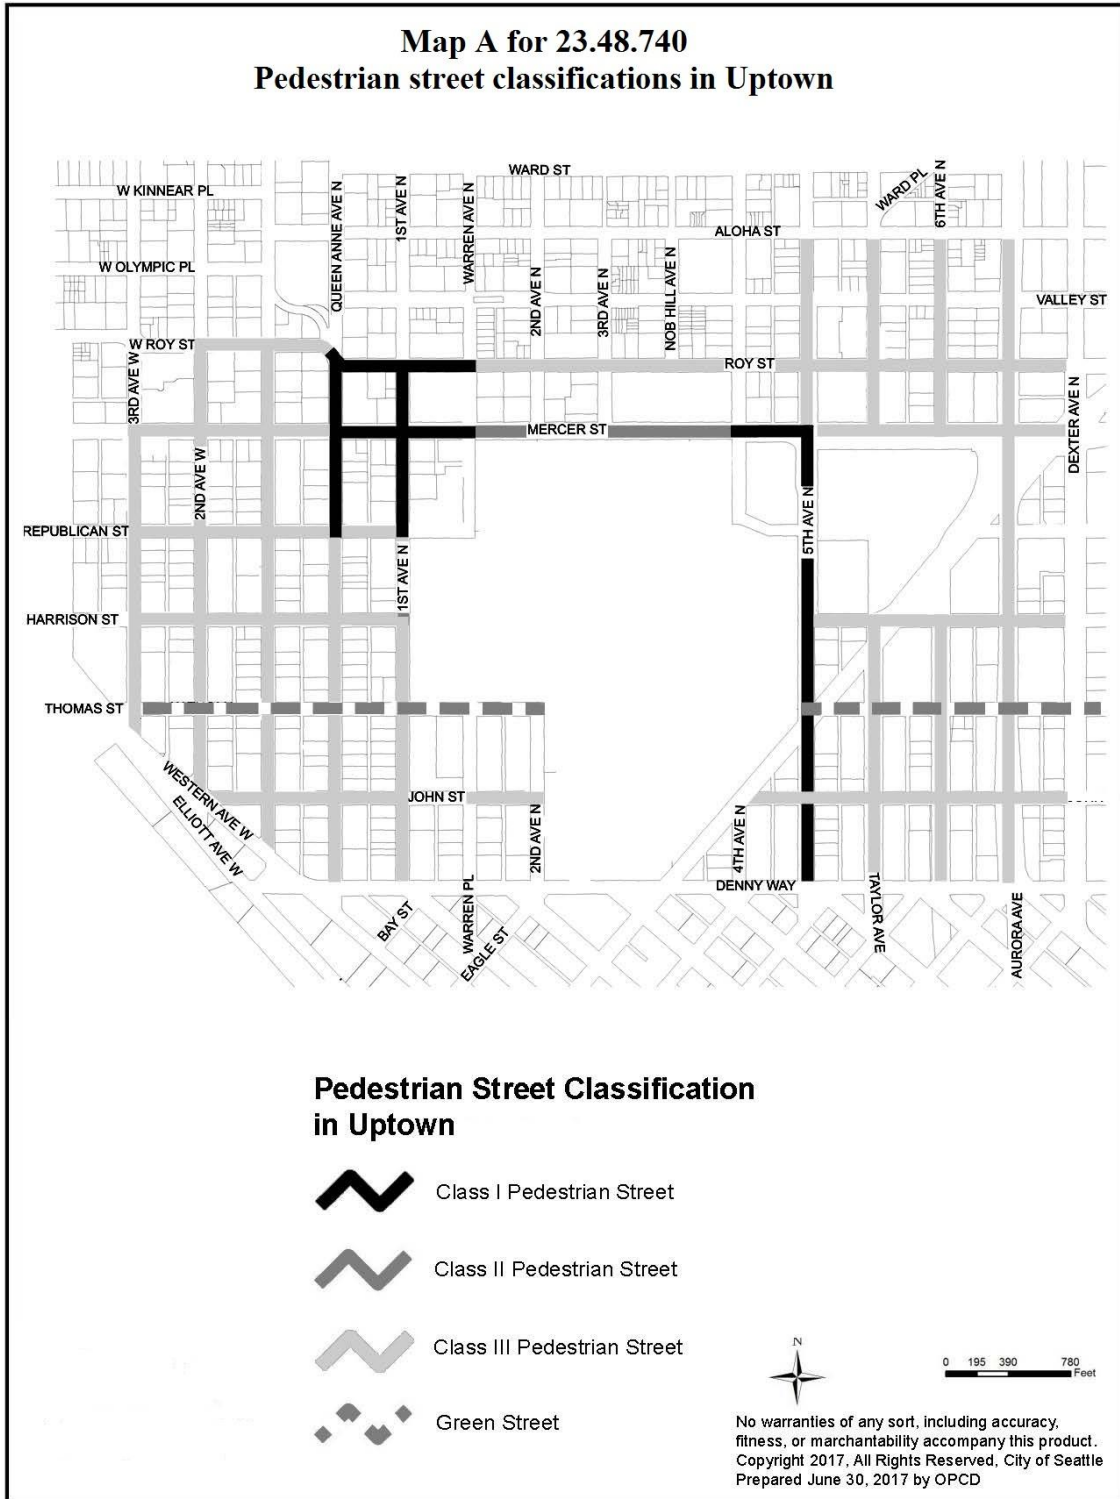 Map A for 23.48.740
Pedestrian street classifications in Uptown
WARD ST
W KINNEAR PL
QUEEN ANNE AVE N
1ST AVE N
WARREN AVE N
WARD PL
6TH AVE N
ALOHA ST
W OLYMPIC PL
2ND AVE N
3RD AVE N
NOB HILL AVE N
VALLEY ST
W ROY ST
ROY ST
3RD AVE W
DEXTER AVE N
MERCER ST
2ND AVE W
5TH AVE N
REPUBLICAN ST
1ST AVE N
HARRISON ST
THOMAS ST
WESTERN AVE W
ELLIOTT AVE W
JOHN ST
2ND AVE N
4TH AVE N
DENNY WAY
BAY ST
WARREN PL
EAGLE ST
TAYLOR AVE
AURORA AVE
Pedestrian Street Classification
in Uptown
Class I Pedestrian Street
Class II Pedestrian Street
Class III Pedestrian Street
Green Street
N
0 195 390 780
Feet
No warranties of any sort, including accuracy,
fitness, or marchantability accompany this product.
Copyright 2017, All Rights Reserved, City of Seattle
Prepared June 30, 2017 by OPCD